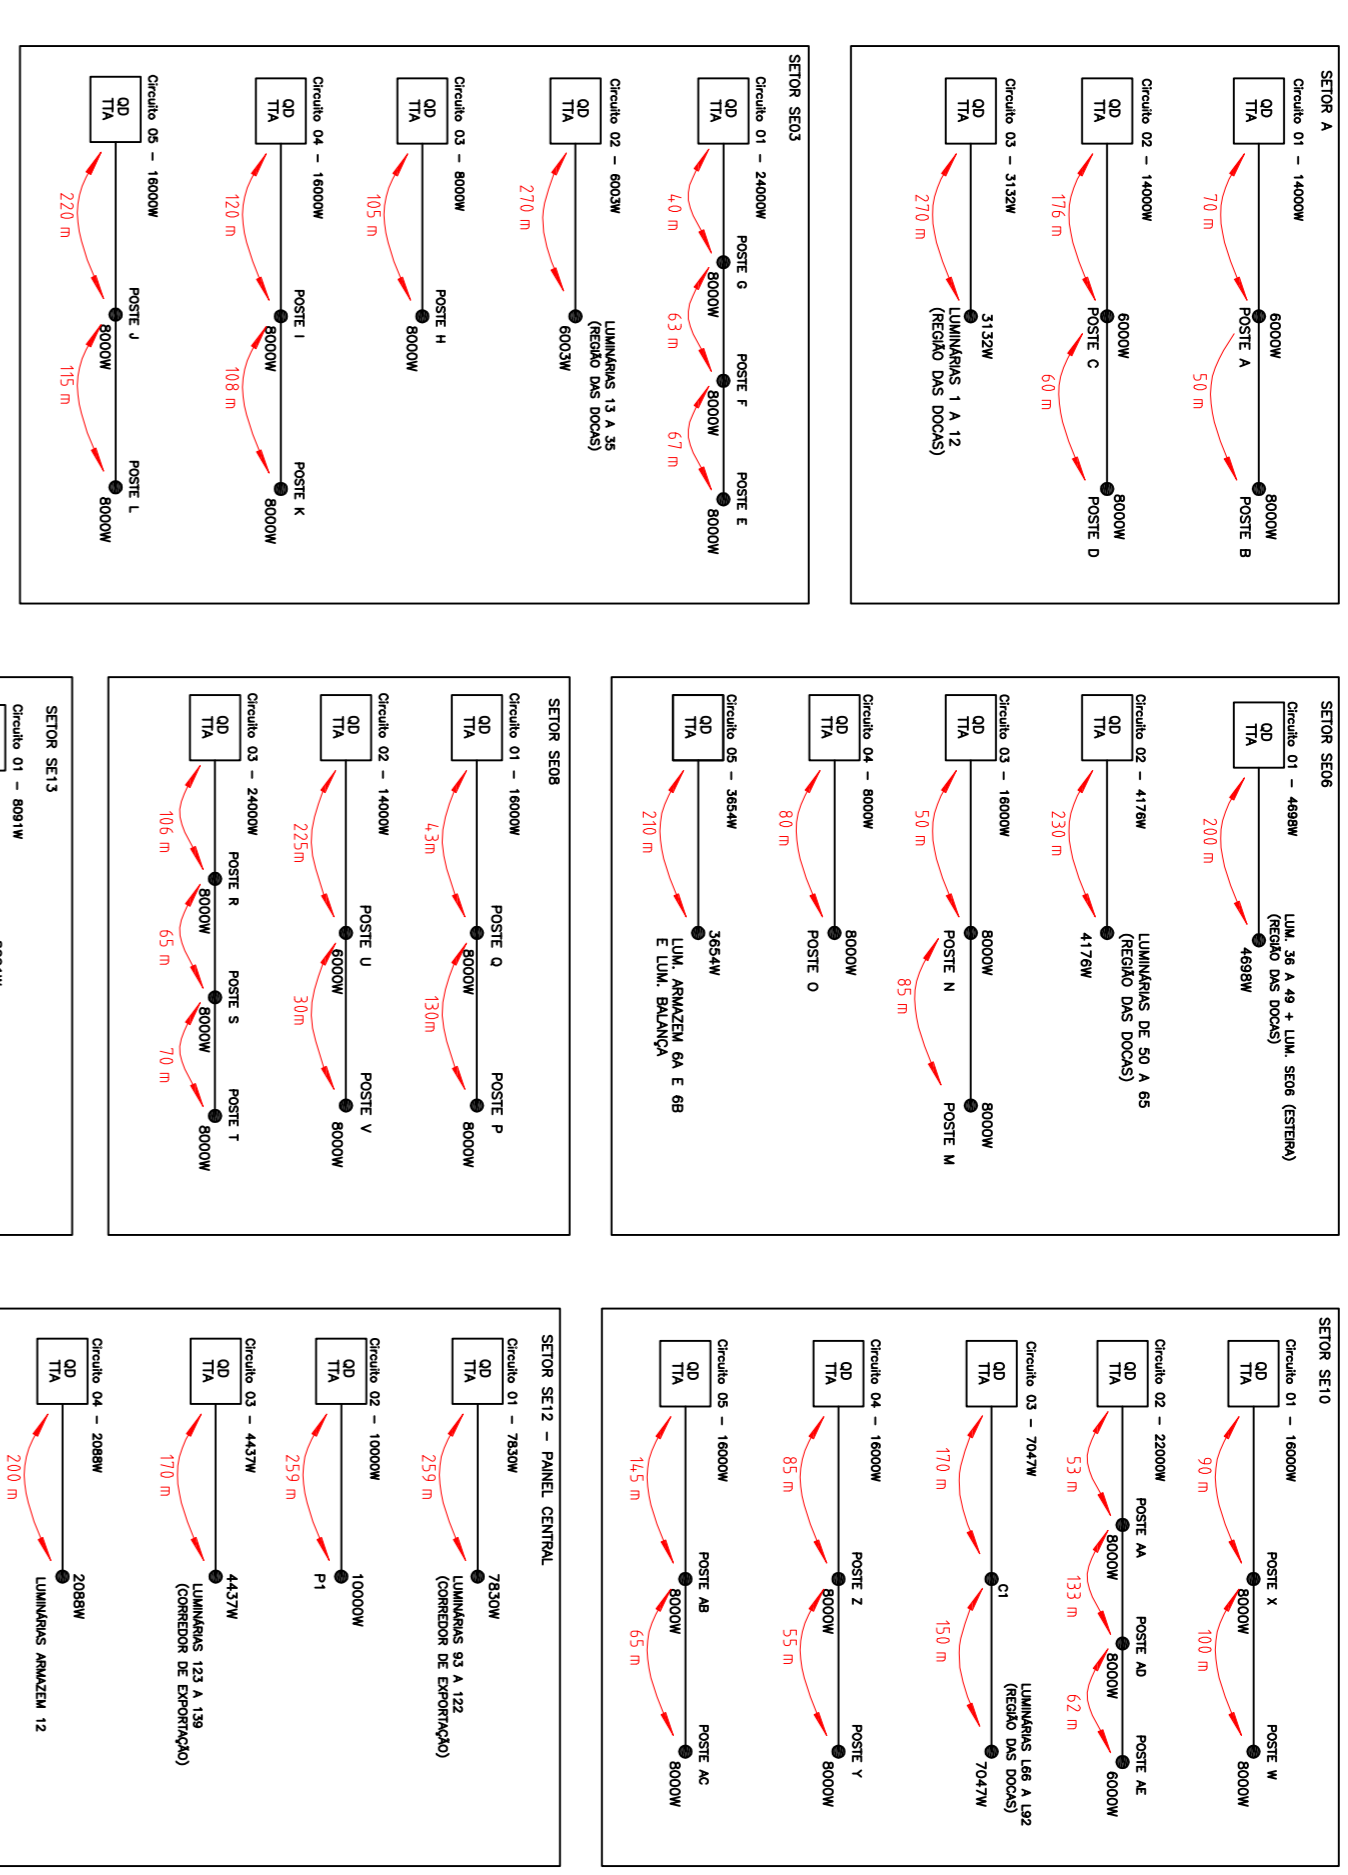 SETOR A
Circuito 01 - 14000W
QD
TTA
70 m
6000W
POSTE A
50 m
8000W
POSTE B
Circuito 02 - 14000W
QD
TTA
176 m
6000W
POSTE C
60 m
8000W
POSTE D
Circuito 03 - 3132W
QD
TTA
270 m
3132W
LUMINÁRIAS 1 A 12
(REGIÃO DAS DOCAS)
SETOR SE03
Circuito 01 - 24000W
QD
TTA
40 m
POSTE G
8000W
63 m
POSTE F
8000W
67 m
POSTE E
8000W
Circuito 02 - 6003W
QD
TTA
270 m
LUMINÁRIAS 13 A 35
(REGIÃO DAS DOCAS)
6003W
Circuito 03 - 8000W
QD
TTA
105 m
POSTE H
8000W
Circuito 04 - 16000W
QD
TTA
120 m
POSTE I
8000W
108 m
POSTE K
8000W
Circuito 05 - 16000W
QD
TTA
220 m
POSTE J
8000W
115 m
POSTE L
8000W
SETOR SE06
Circuito 01 - 4698W
QD
TTA
200 m
LUM. 36 A 49 + LUM. SE06 (ESTEIRA)
(REGIÃO DAS DOCAS)
4698W
Circuito 02 - 4176W
QD
TTA
230 m
LUMINÁRIAS DE 50 A 65
(REGIÃO DAS DOCAS)
4176W
Circuito 03 - 16000W
QD
TTA
50 m
8000W
POSTE N
85 m
8000W
POSTE M
Circuito 04 - 8000W
QD
TTA
80 m
8000W
POSTE O
Circuito 05 - 3654W
QD
TTA
210 m
3654W
LUM. ARMAZEM 6A E 6B
E LUM. BALANÇA
SETOR SE08
Circuito 01 - 16000W
QD
TTA
43m
POSTE Q
8000W
130m
POSTE P
8000W
Circuito 02 - 14000W
QD
TTA
225m
POSTE U
6000W
30m
POSTE V
8000W
Circuito 03 - 24000W
QD
TTA
106 m
POSTE R
8000W
65 m
POSTE S
8000W
70 m
POSTE T
8000W
SETOR SE13
Circuito 01 - 8091W
SETOR SE10
Circuito 01 - 16000W
QD
TTA
90 m
POSTE X
8000W
100 m
POSTE W
8000W
Circuito 02 - 22000W
QD
TTA
53 m
POSTE AA
8000W
133 m
POSTE AD
8000W
62 m
POSTE AE
6000W
Circuito 03 - 7047W
QD
TTA
170 m
C1
150 m
LUMINÁRIAS L66 A L92
(REGIÃO DAS DOCAS)
7047W
Circuito 04 - 16000W
QD
TTA
85 m
POSTE Z
8000W
55 m
POSTE Y
8000W
Circuito 05 - 16000W
QD
TTA
145 m
POSTE AB
8000W
65 m
POSTE AC
8000W
SETOR SE12 - PAINEL CENTRAL
Circuito 01 - 7830W
QD
TTA
259 m
7830W
LUMINÁRIAS 93 A 122
(CORREDOR DE EXPORTAÇÃO)
Circuito 02 - 10000W
QD
TTA
259 m
10000W
P1
Circuito 03 - 4437W
QD
TTA
170 m
4437W
LUMINÁRIAS 123 A 139
(CORREDOR DE EXPORTAÇÃO)
Circuito 04 - 2088W
QD
TTA
200 m
2088W
LUMINÁRIAS ARMAZEM 12